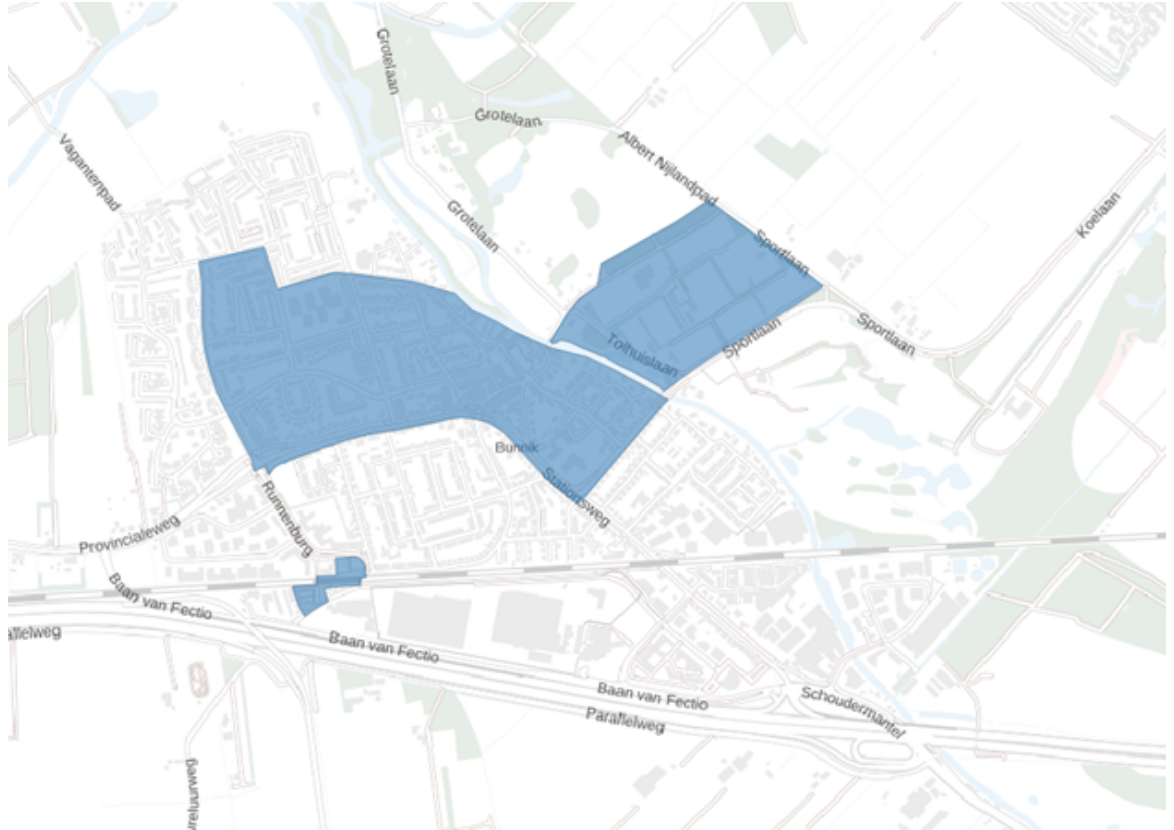 Grotelaan
Grotelaan
Albert Nijlandpad
Vagantenpad
Grotelaan
Koelaan
Sportlaan
Sportlaan
Sportlaan
Tolhuislaan
Bunnik
Stationsweg
Runnenburg
Provincialeweg
Baan van Fectio
Baan van Fectio
Baan van Fectio
Parallelweg
Schoudermantel